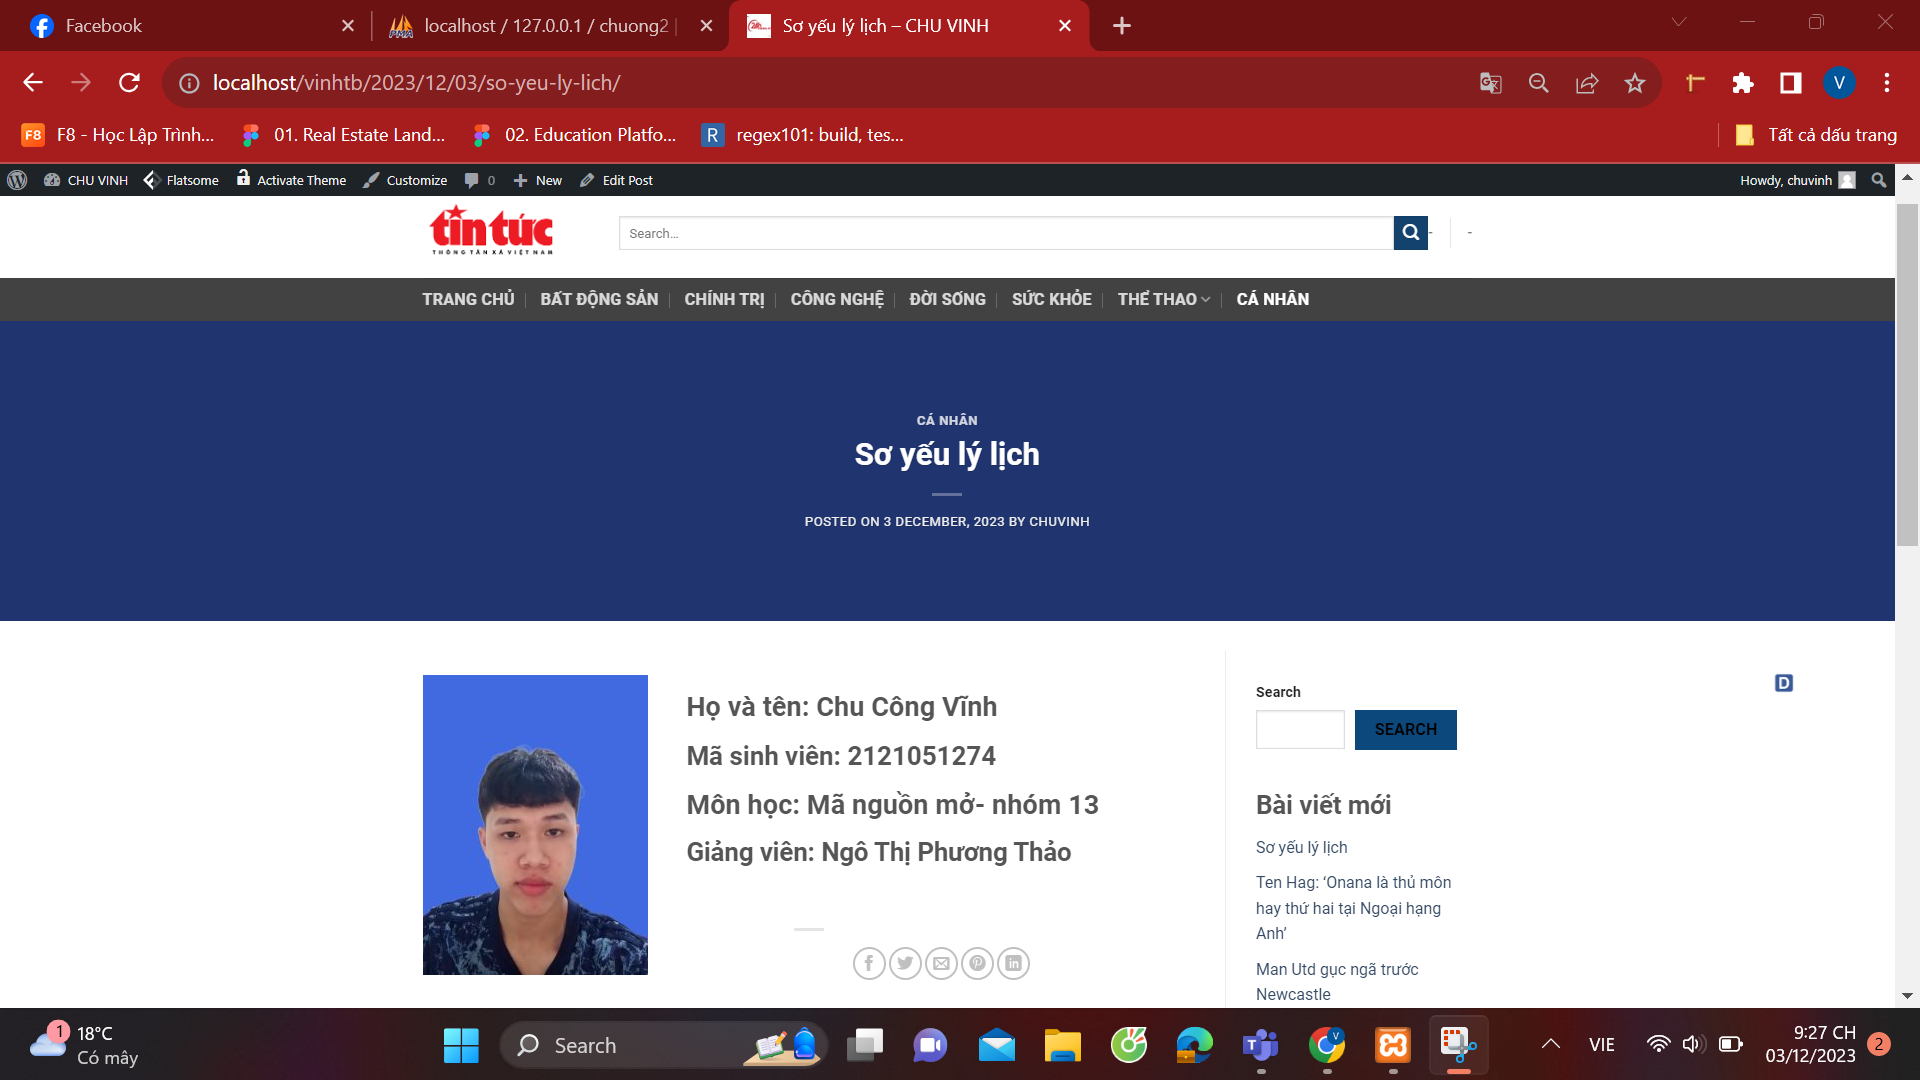 Facebook
localhost / 127.0.0.1 / chuong2 |
Sơ yếu lý lịch – CHU VINH
localhost/vinhtb/2023/12/03/so-yeu-ly-lich/
V
F8 F8 - Học Lập Trình...
01. Real Estate Land...
02. Education Platfo...
R regex101: build, tes...
Tất cả dấu trang
CHU VINH
Flatsome
Activate Theme
Customize
0
New
Edit Post
Howdy, chuvinh
tin tức
THÔNG TẤN XÃ VIỆT NAM
Search...
-
-
TRANG CHỦ
BẤT ĐỘNG SẢN
CHÍNH TRỊ
CÔNG NGHỆ
ĐỜI SỐNG
SỨC KHỎE
THỂ THAO
CÁ NHÂN
CÁ NHÂN
Sơ yếu lý lịch
POSTED ON 3 DECEMBER, 2023 BY CHUVINH
Họ và tên: Chu Công Vĩnh
Mã sinh viên: 2121051274
Môn học: Mã nguồn mở- nhóm 13
Giảng viên: Ngô Thị Phương Thảo
Search
SEARCH
D
Bài viết mới
Sơ yếu lý lịch
Ten Hag: ‘Onana là thủ môn
hay thứ hai tại Ngoại hạng
Anh’
Man Utd gục ngã trước
Newcastle
1
18°C
Có mây
Search
VIE
9:27 CH
03/12/2023
2